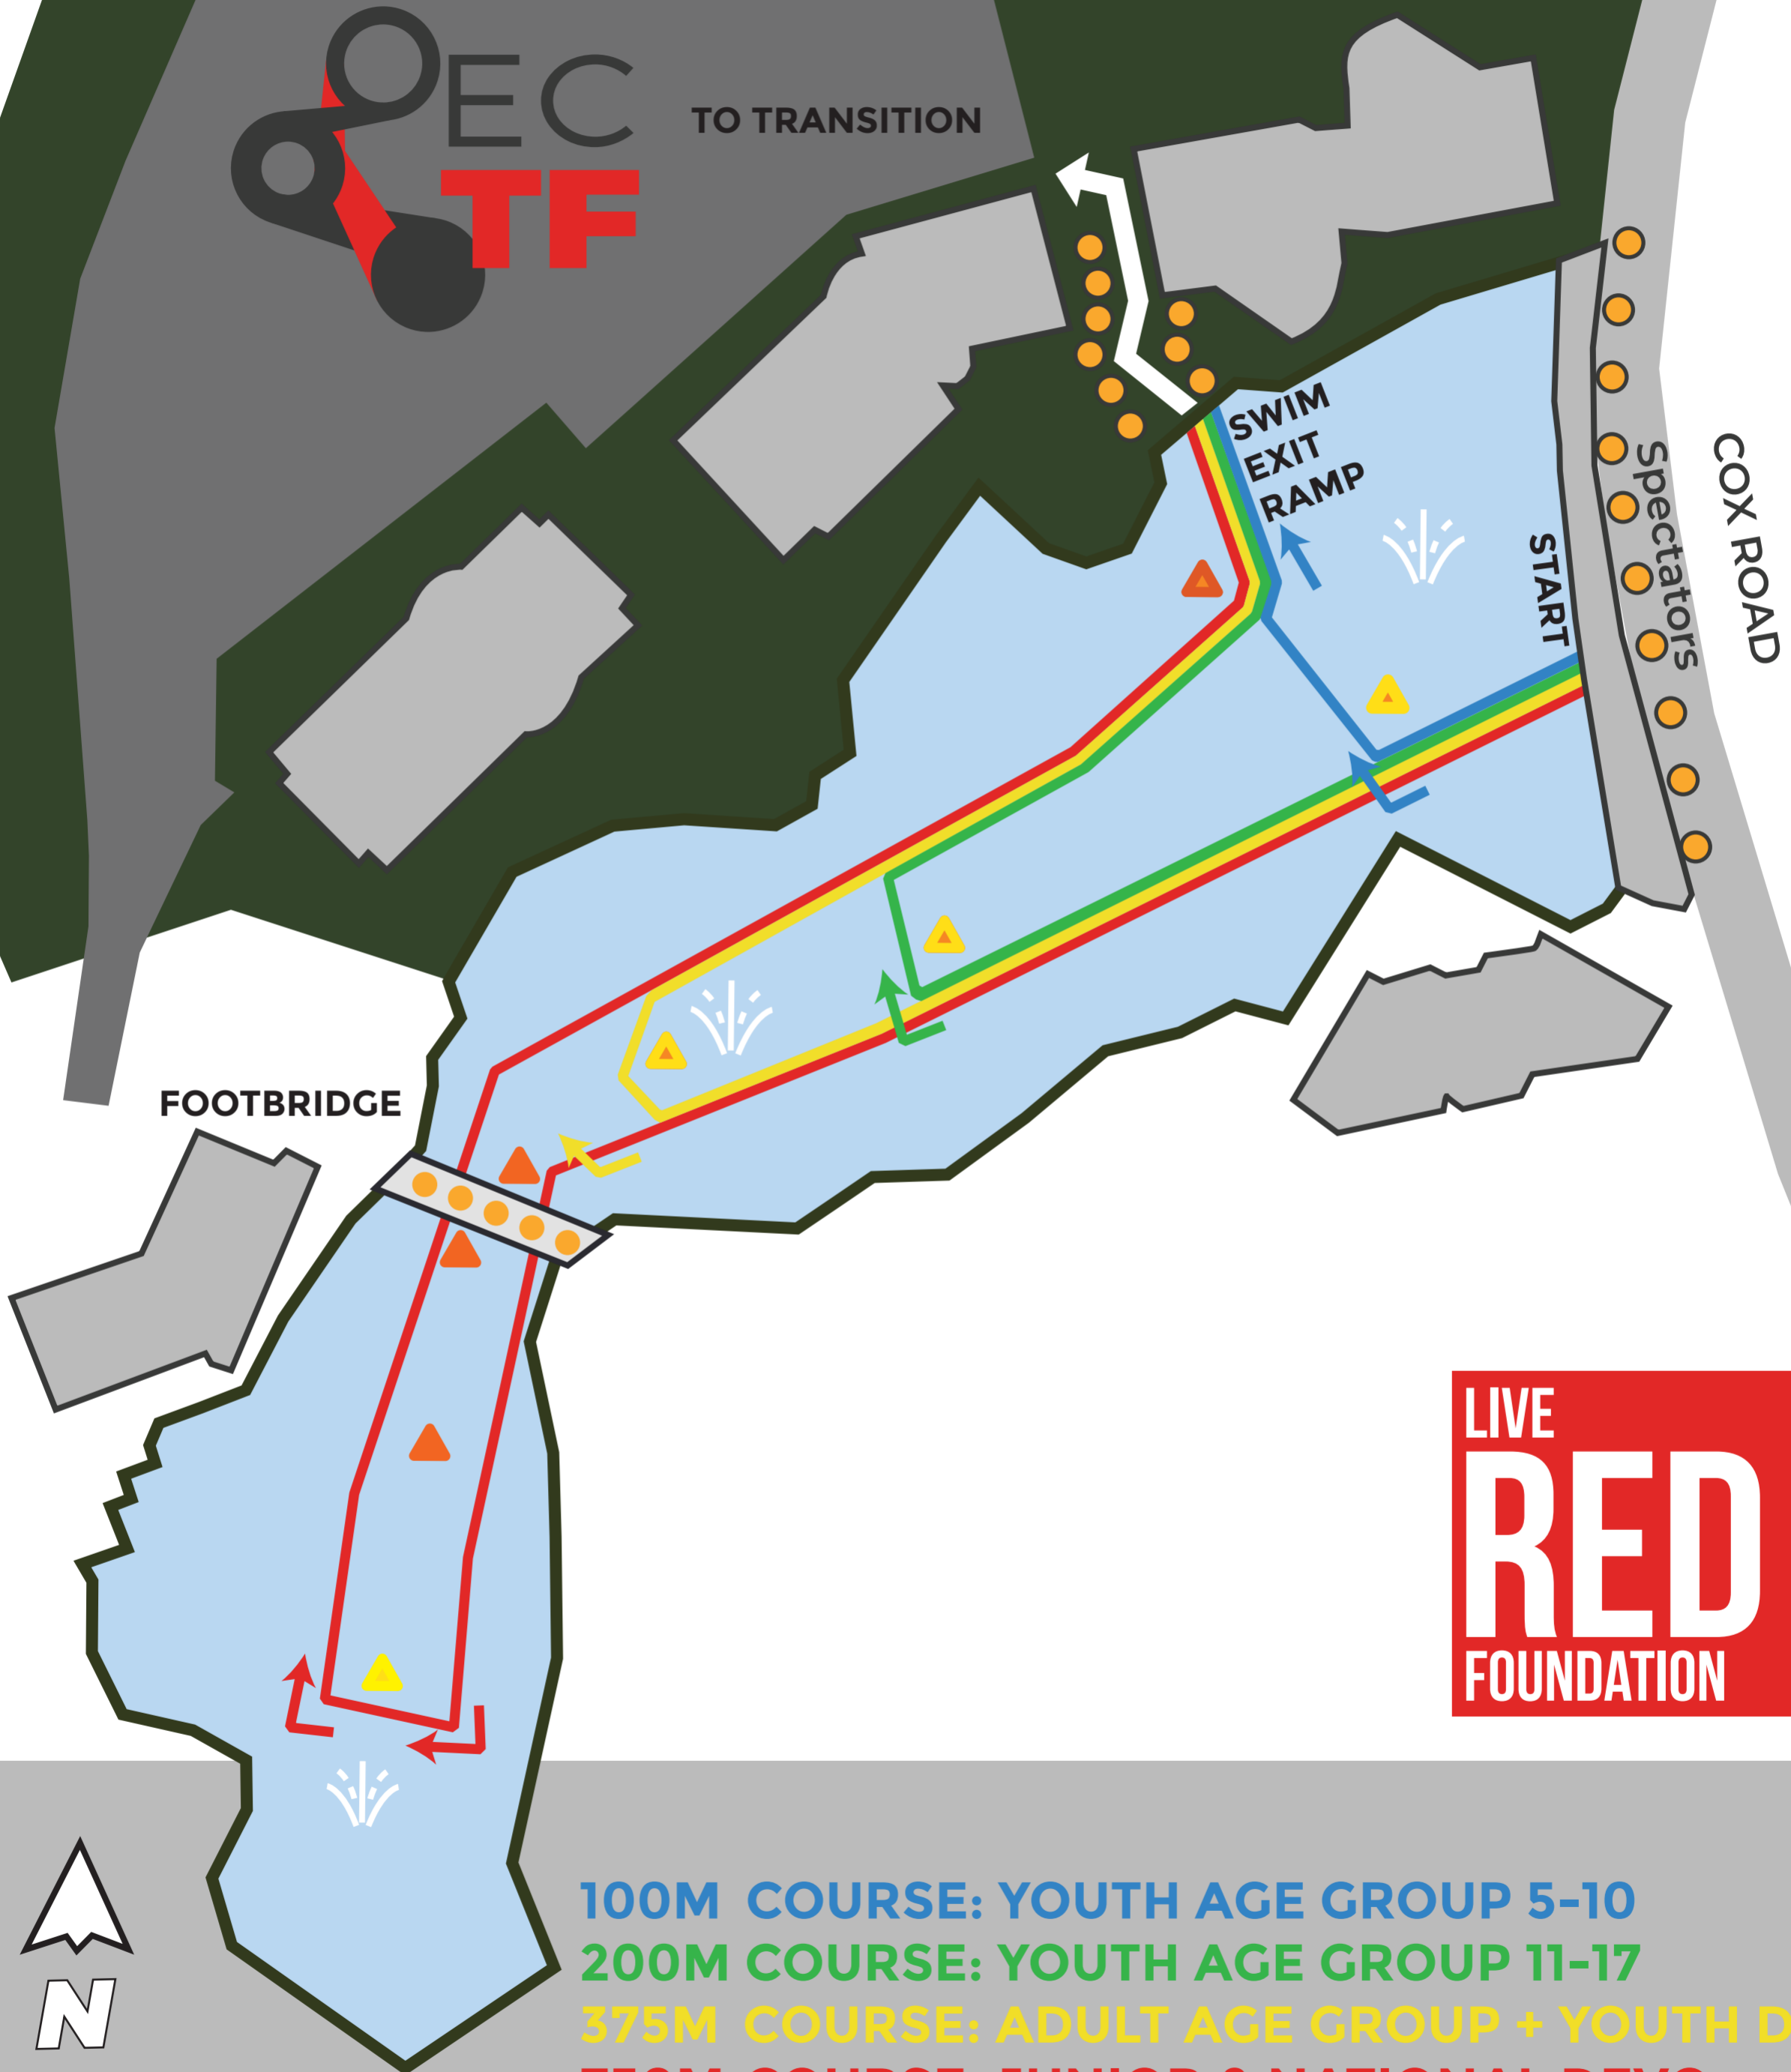 EC
TF
TO TRANSITION
SWIM
EXIT
RAMP
START
Spectators
COX ROAD
FOOTBRIDGE
LIVE
RED
FOUNDATION
N
100M COURSE: YOUTH AGE GROUP 5-10
200M COURSE: YOUTH AGE GROUP 11-17
375M COURSE: ADULT AGE GROUP + YOUTH D